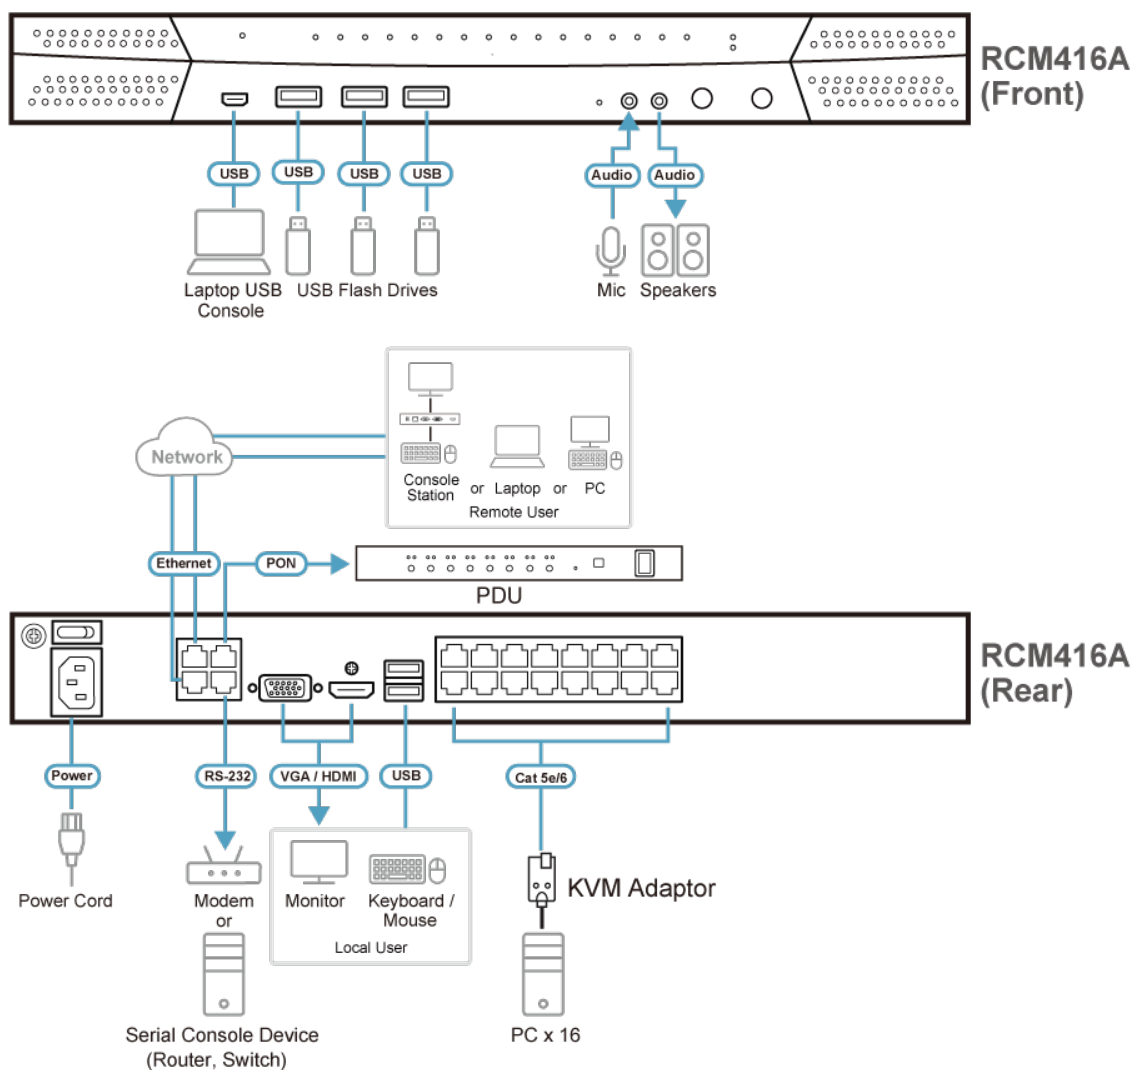 RCM416A
(Front)
USB
USB
USB
USB
Audio
Audio
Laptop USB
Console
USB Flash Drives
Mic
Speakers
Network
Console
Station
or
Laptop
or
PC
Remote User
Ethernet
PON
PDU
RCM416A
(Rear)
Power
RS-232
VGA / HDMI
USB
Cat 5e/6
KVM Adaptor
Power Cord
Modem
or
Monitor
Keyboard /
Mouse
Local User
Serial Console Device
(Router, Switch)
PC x 16